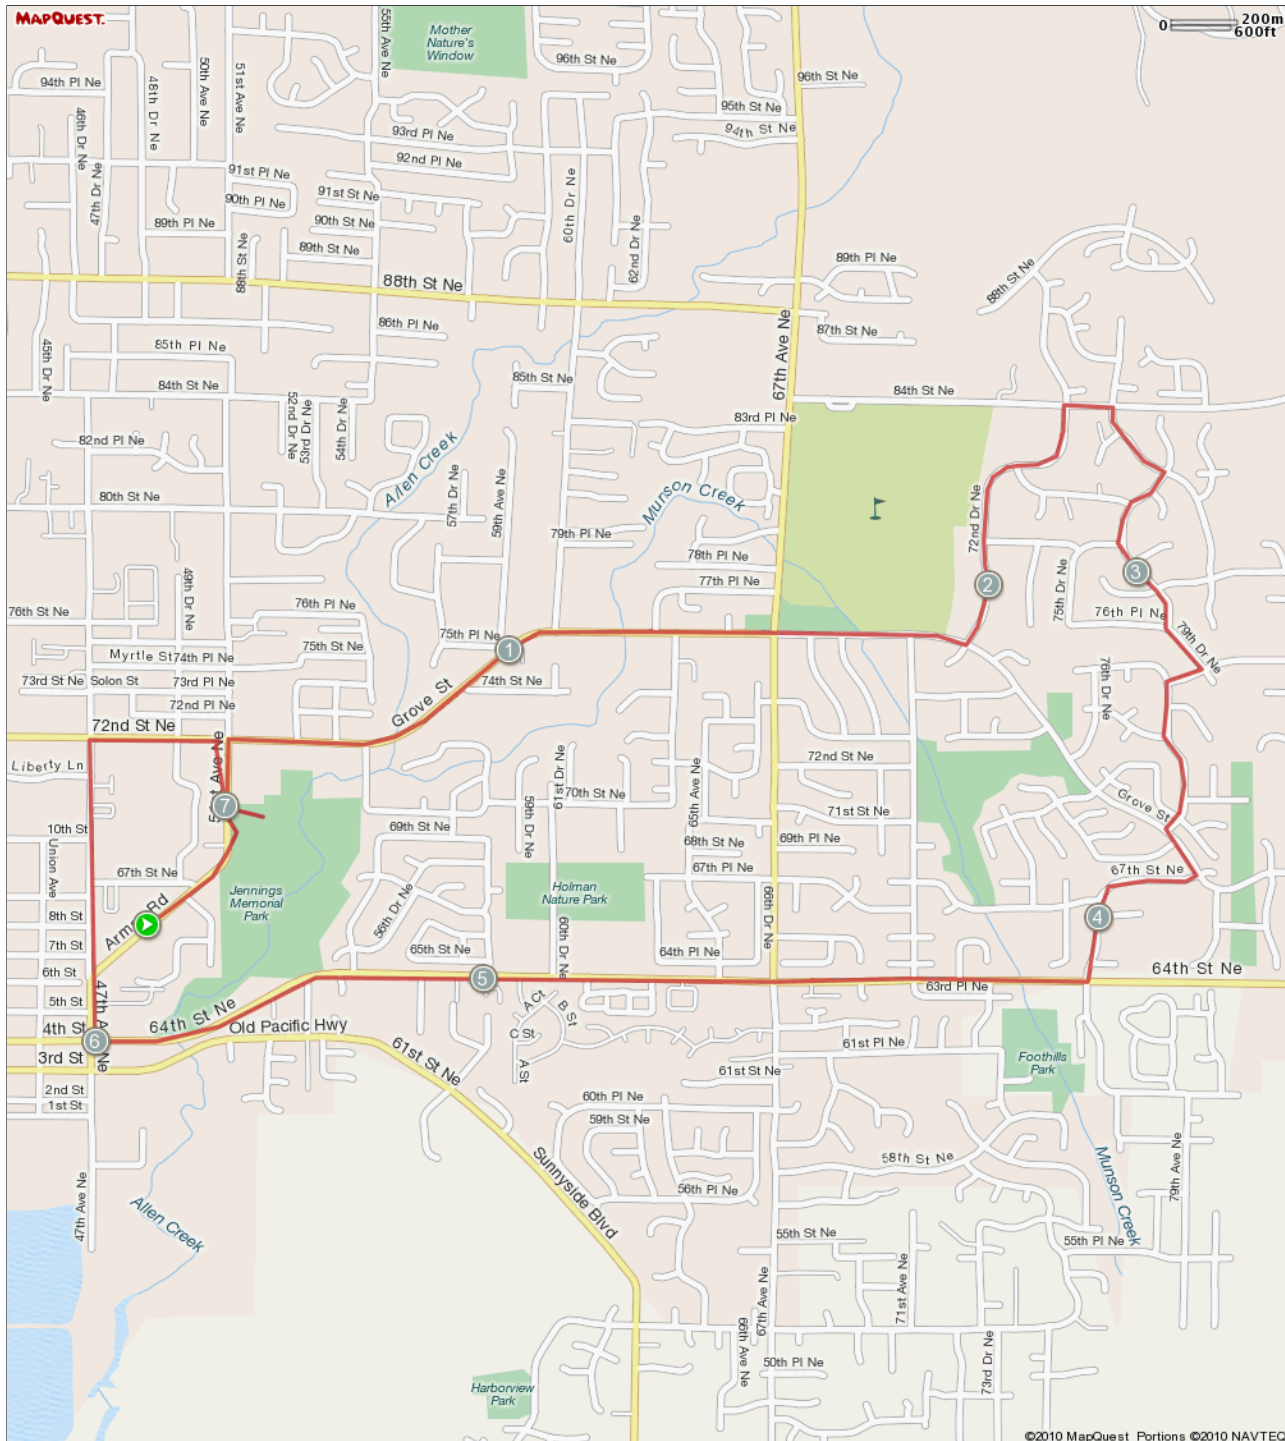 MAPQUEST.
0 200m
600ft
Mother
Nature's
Window
55th Ave Ne
96th St Ne
96th St Ne
94th Pl Ne
48th Dr Ne
50th Ave Ne
51st Ave Ne
46th Dr Ne
47th Dr Ne
95th St Ne
94th St Ne
93rd Pl Ne
92nd Pl Ne
91st Pl Ne
90th Pl Ne
91st St Ne
90th St Ne
89th St Ne
89th Pl Ne
88th St Ne
60th Dr Ne
62nd Dr Ne
67th Ave Ne
89th Pl Ne
88th St Ne
88th St Ne
87th St Ne
86th Pl Ne
85th Pl Ne
45th Dr Ne
84th St Ne
85th St Ne
84th St Ne
83rd Pl Ne
52nd Dr Ne
53rd Dr Ne
54th Dr Ne
82nd Pl Ne
Allen Creek
57th Dr Ne
59th Ave Ne
Murson Creek
80th St Ne
79th Pl Ne
78th Pl Ne
77th Pl Ne
72nd Dr Ne
75th Dr Ne
76th Pl Ne
79th Dr Ne
76th Dr Ne
49th Dr Ne
76th St Ne
76th Pl Ne
75th St Ne
75th Pl Ne
Myrtle St
74th Pl Ne
73rd St Ne
Solon St
73rd Pl Ne
72nd Pl Ne
74th St Ne
72nd St Ne
Grove St
1
2
3
Liberty Ln
51st Ave Ne
7
72nd St Ne
71st St Ne
Grove St
61st Dr Ne
59th Dr Ne
70th St Ne
65th Ave Ne
69th St Ne
69th Pl Ne
68th St Ne
67th Pl Ne
67th St Ne
10th St
Union Ave
67th St Ne
8th St
7th St
6th St
5th St
4th St
3rd St
2nd St
1st St
47th Ave Ne
Jennings
Memorial
Park
56th Dr Ne
65th St Ne
Holman
Nature Park
60th Dr Ne
64th Pl Ne
66th Dr Ne
4
5
6
64th St Ne
63rd Pl Ne
64th St Ne
Old Pacific Hwy
A Ct
B St
C St
A St
61st St Ne
61st St Ne
61st Pl Ne
Foothills
Park
60th Pl Ne
59th St Ne
58th St Ne
56th Pl Ne
Sunnyside Blvd
Munson Creek
79th Ave Ne
47th Ave Ne
Allen Creek
55th St Ne
55th Pl Ne
71st Ave Ne
67th Ave Ne
66th Ave Ne
73rd Dr Ne
50th Pl Ne
Harborview
Park
©2010 MapQuest Portions ©2010 NAVTEQ